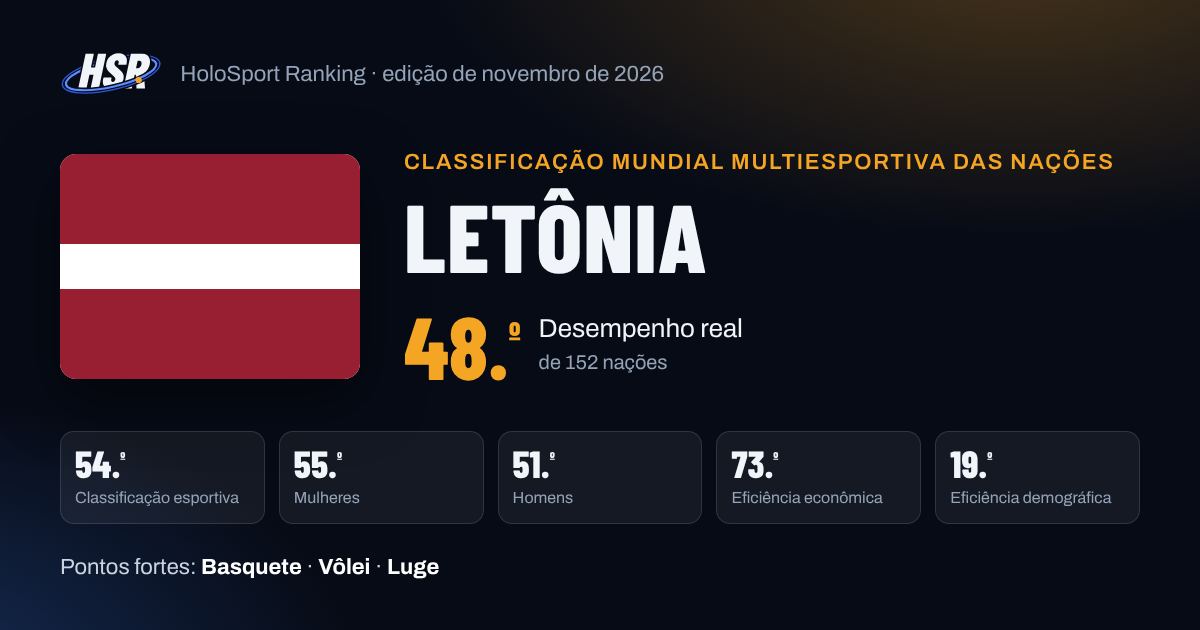 HSR
HoloSport Ranking · edição de novembro de 2026
CLASSIFICAÇÃO MUNDIAL MULTIESPORTIVA DAS NAÇÕES
LETÔNIA
48.º
Desempenho real
de 152 nações
54.º
Classificação esportiva
55.º
Mulheres
51.º
Homens
73.º
Eficiência econômica
19.º
Eficiência demográfica
Pontos fortes: Basquete · Vôlei · Luge